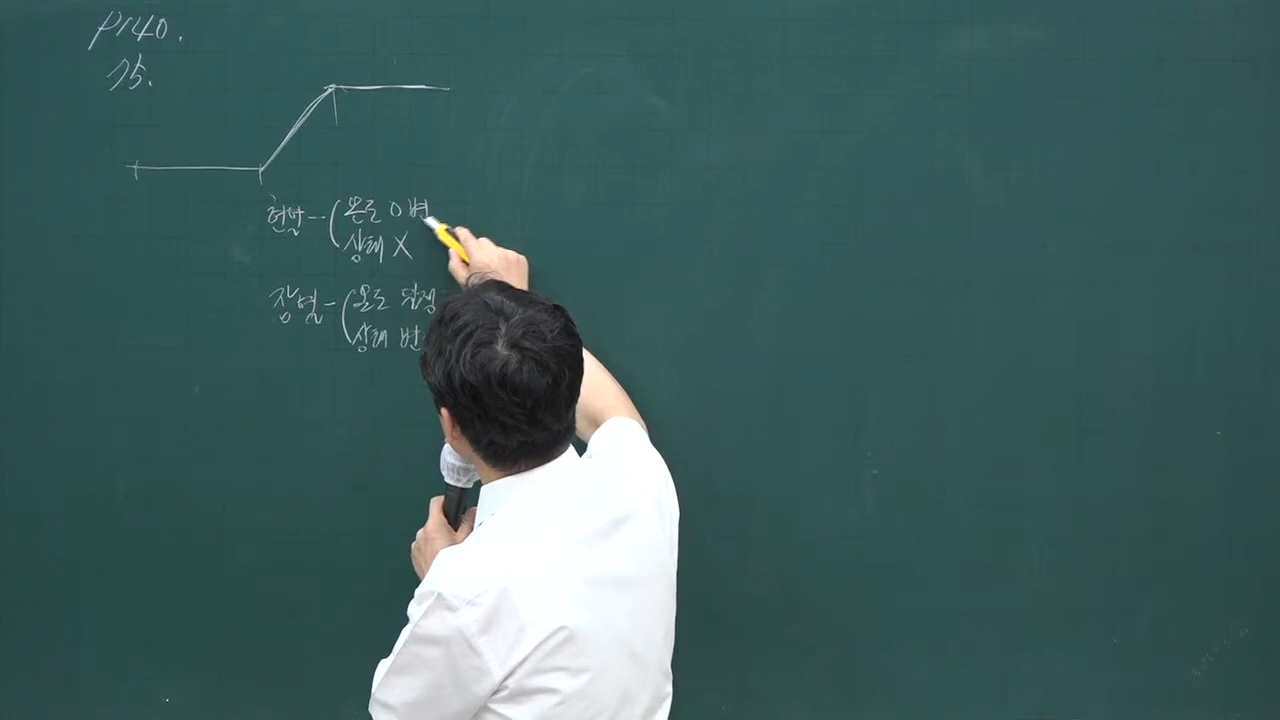 P140.
75.
현열 - (온도 O 변
상태 X
잠열 - (온도 일정
상태 변